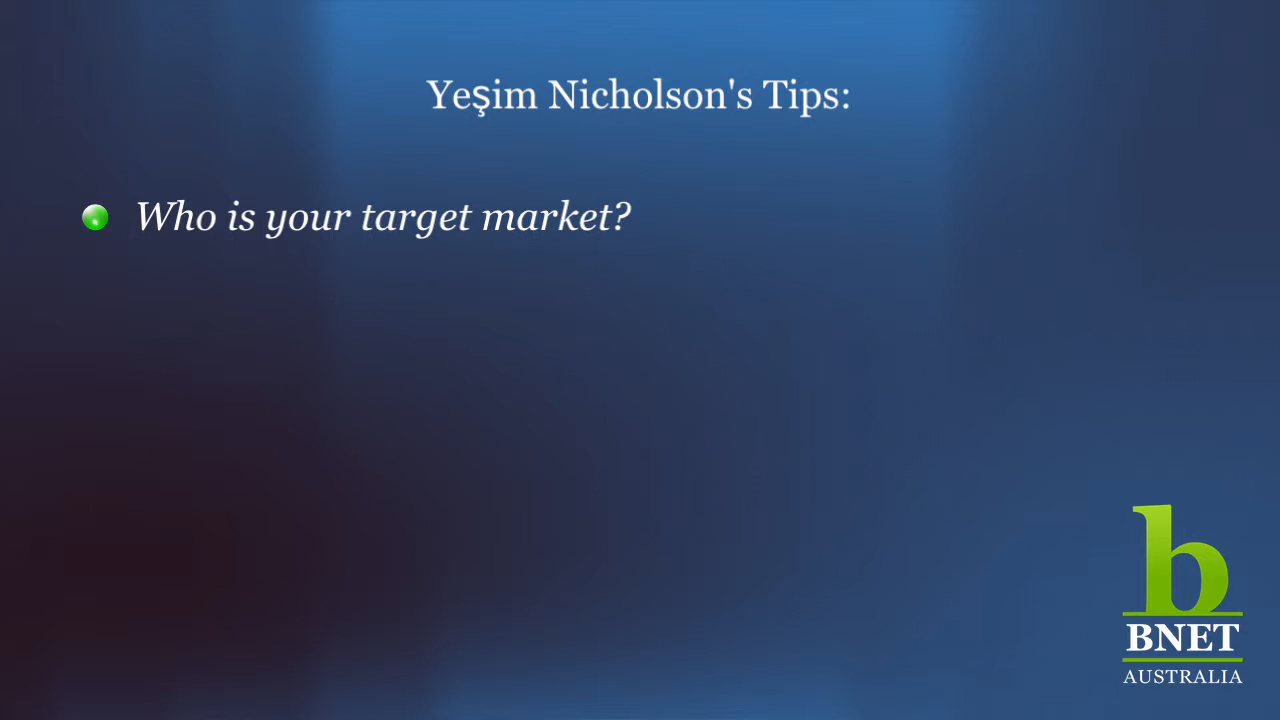 Yeşim Nicholson's Tips:
Who is your target market?
b
BNET
AUSTRALIA